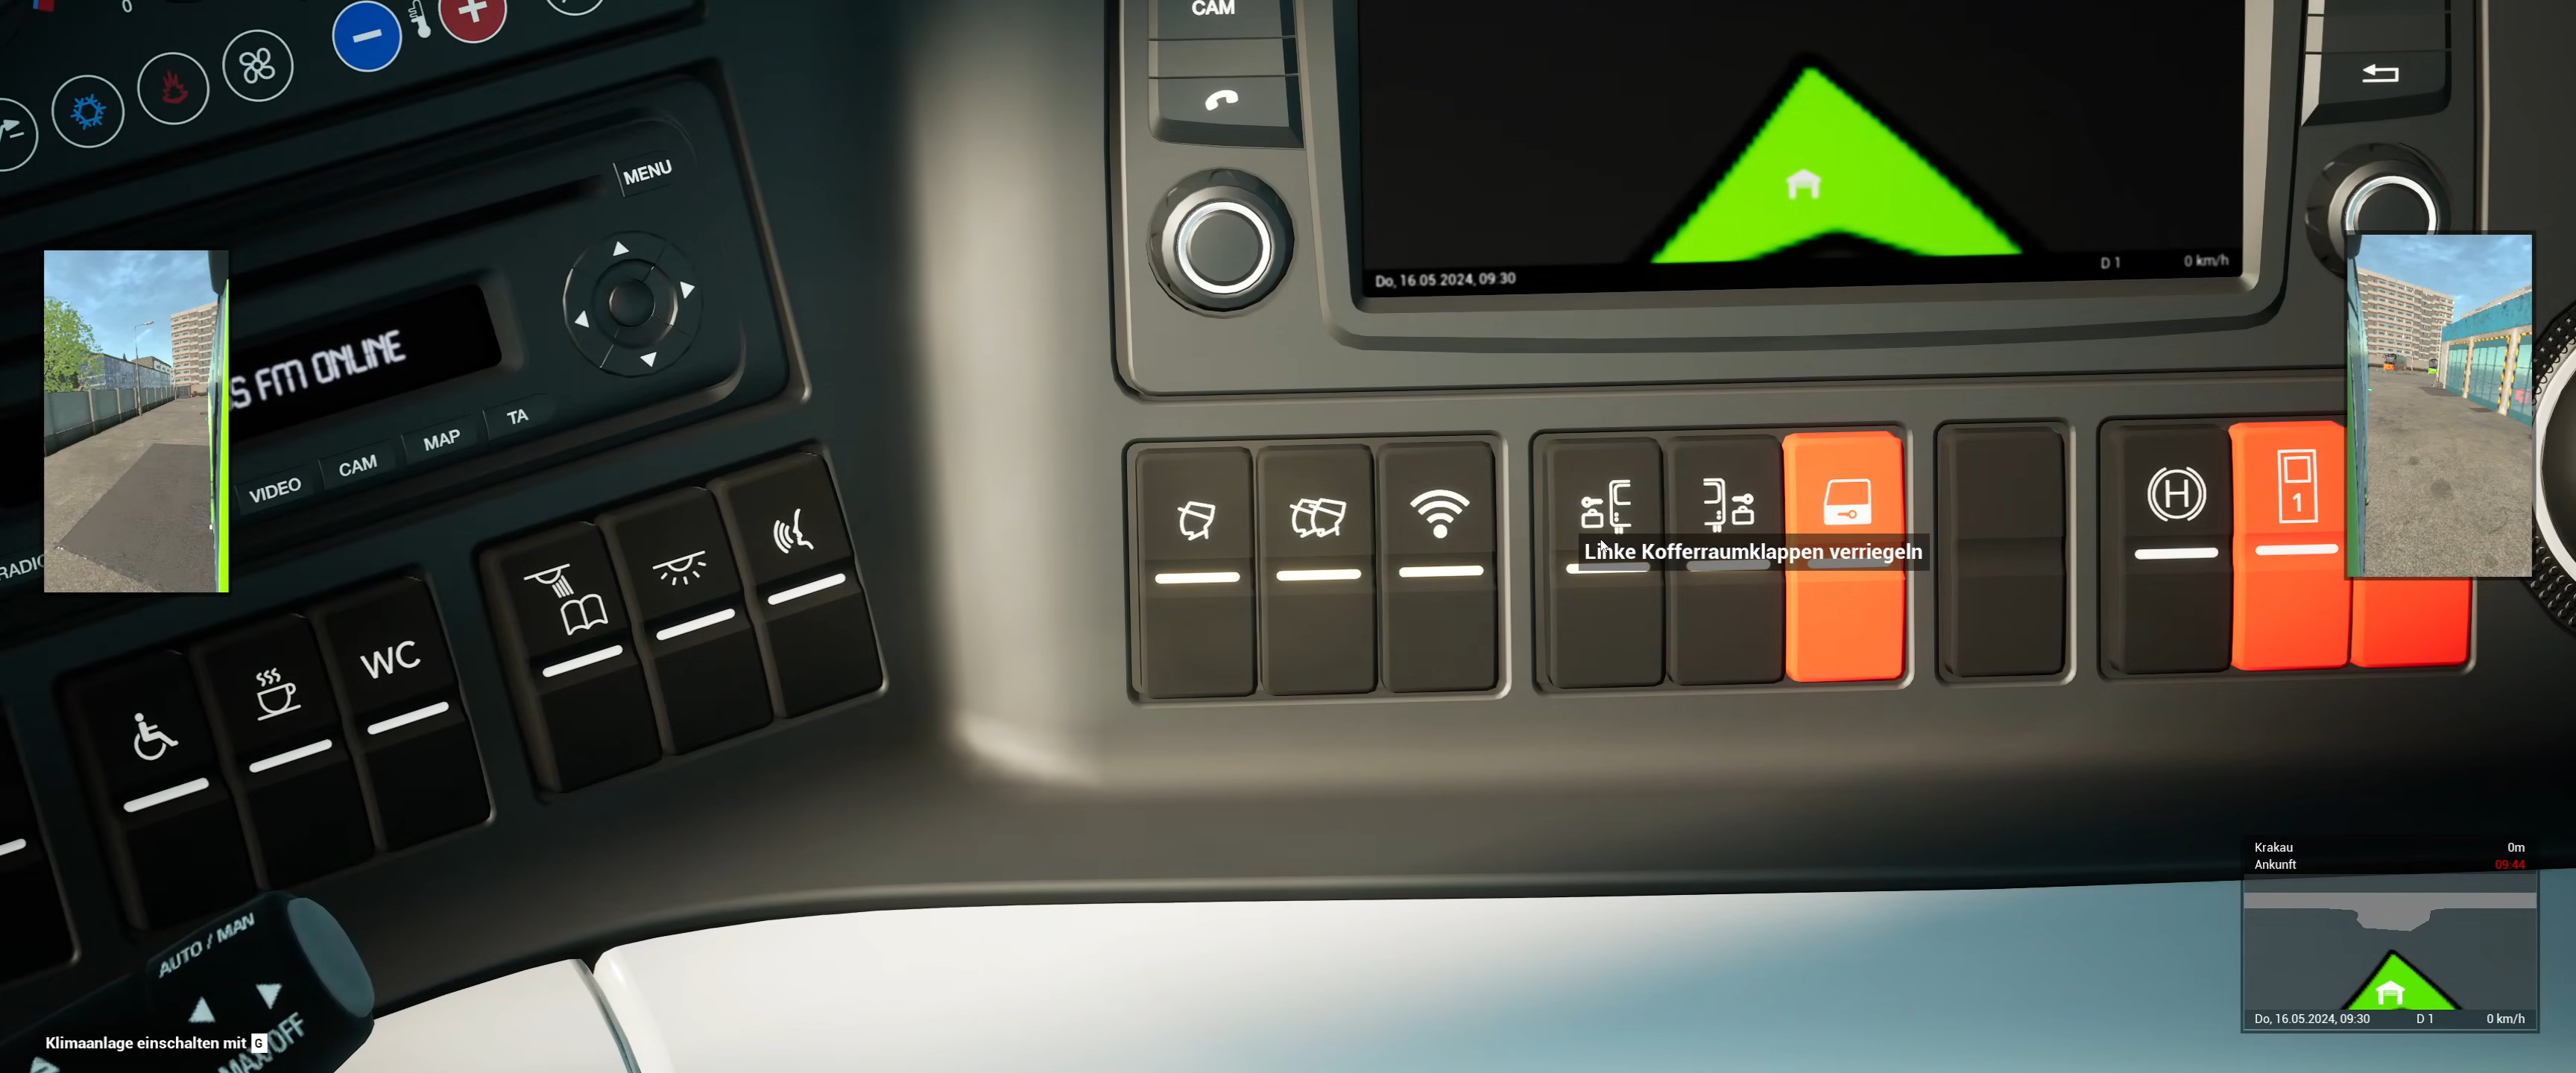 0
CAM
MENU
S FM ONLINE
TA
MAP
CAM
VIDEO
RADIO
Do, 16.05.2024, 09:30
D 1
0 km/h
H
1
Linke Kofferraumklappen verriegeln
WC
AUTO / MAN
MAX/OFF
Klimaanlage einschalten mit G
Krakau 0m
Ankunft 09:44
Do, 16.05.2024, 09:30 D 1 0 km/h